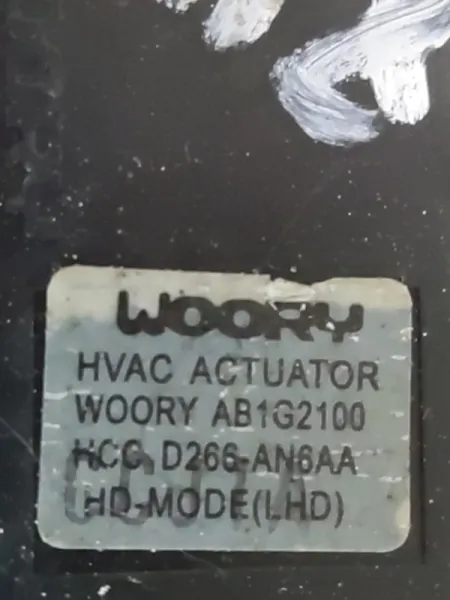 WOORY
HVAC ACTUATOR
WOORY AB1G2100
HCC D266-AN6AA
HD-MODE(LHD)